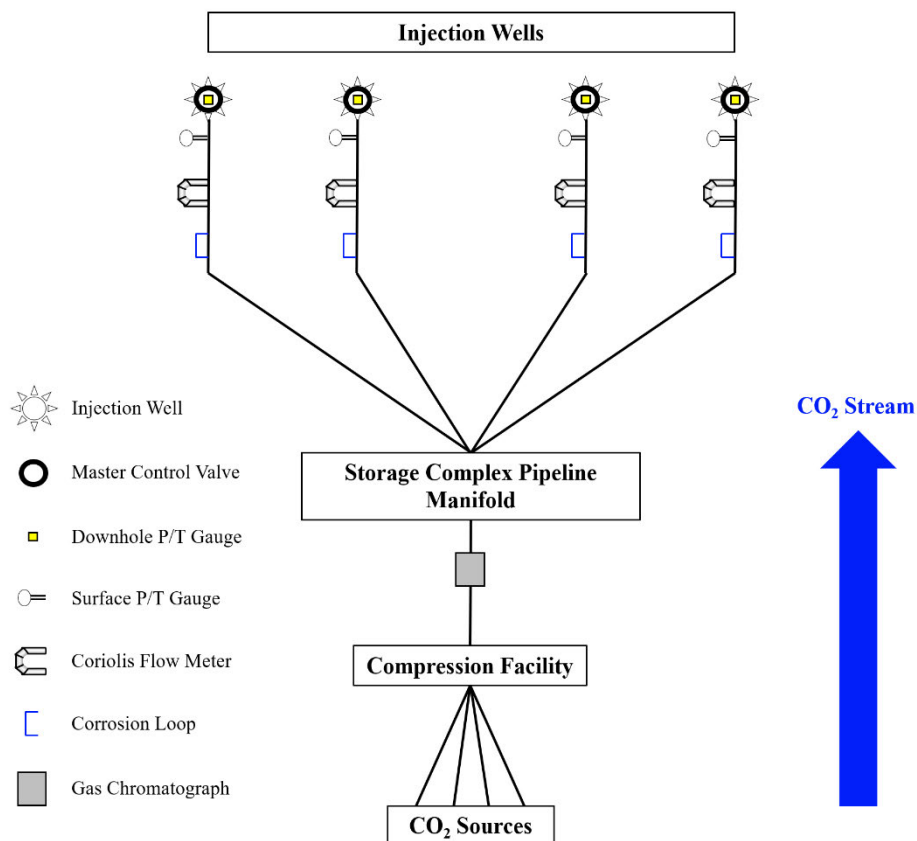 Injection Wells
Injection Well
CO₂ Stream
Master Control Valve
Storage Complex Pipeline
Manifold
Downhole P/T Gauge
Surface P/T Gauge
Coriolis Flow Meter
Compression Facility
Corrosion Loop
Gas Chromatograph
CO₂ Sources